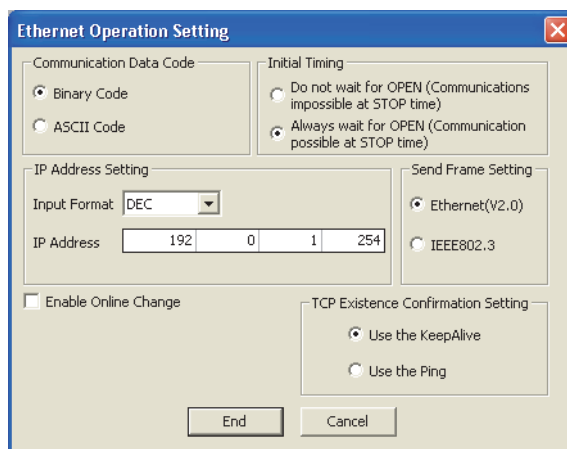 Ethernet Operation Setting
Communication Data Code
Binary Code
ASCII Code
Initial Timing
Do not wait for OPEN (Communications
impossible at STOP time)
Always wait for OPEN (Communication
possible at STOP time)
IP Address Setting
Input Format DEC
IP Address 192 0 1 254
Send Frame Setting
Ethernet(V2.0)
IEEE802.3
Enable Online Change
TCP Existence Confirmation Setting
Use the KeepAlive
Use the Ping
End Cancel